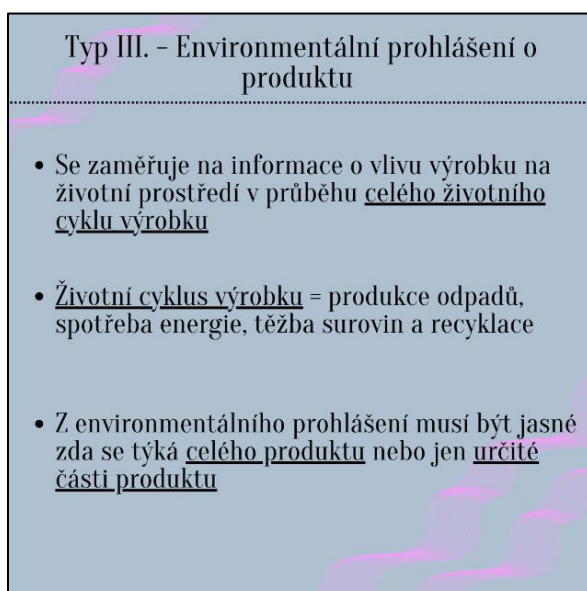 Typ III. - Environmentální prohlášení o
produktu
• Se zaměřuje na informace o vlivu výrobku na
životní prostředí v průběhu celého životního
cyklu výrobku
• Životní cyklus výrobku = produkce odpadů,
spotřeba energie, těžba surovin a recyklace
• Z environmentálního prohlášení musí být jasné
zda se týká celého produktu nebo jen určité
části produktu